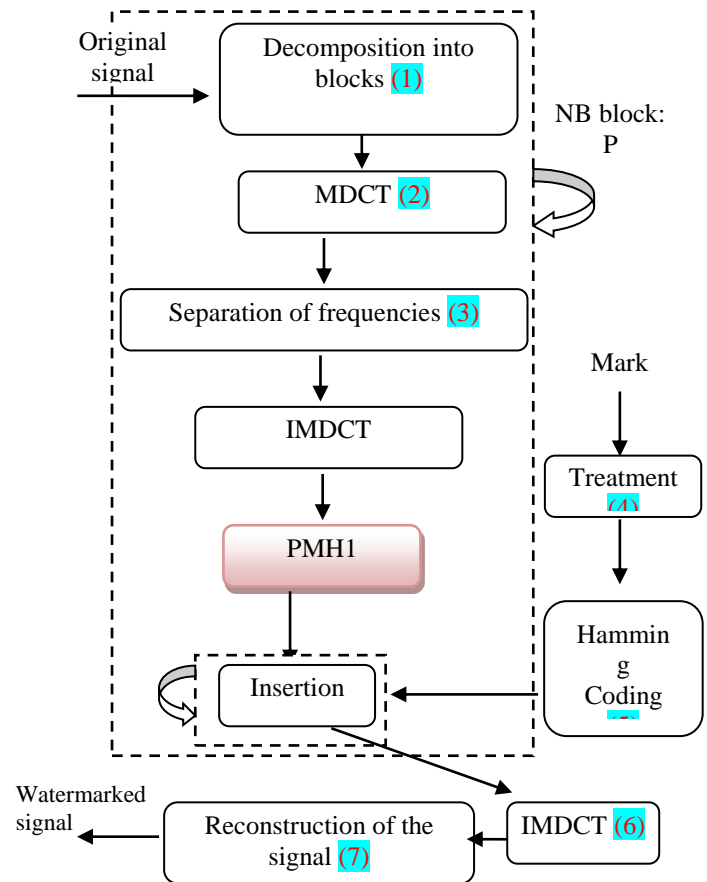 Original
signal
Decomposition into
blocks (1)
NB block:
P
MDCT (2)
Separation of frequencies (3)
Mark
IMDCT
Treatment
(4)
PMH1
Hammin
g
Coding
Insertion
Watermarked
signal
Reconstruction of the
signal (7)
IMDCT (6)